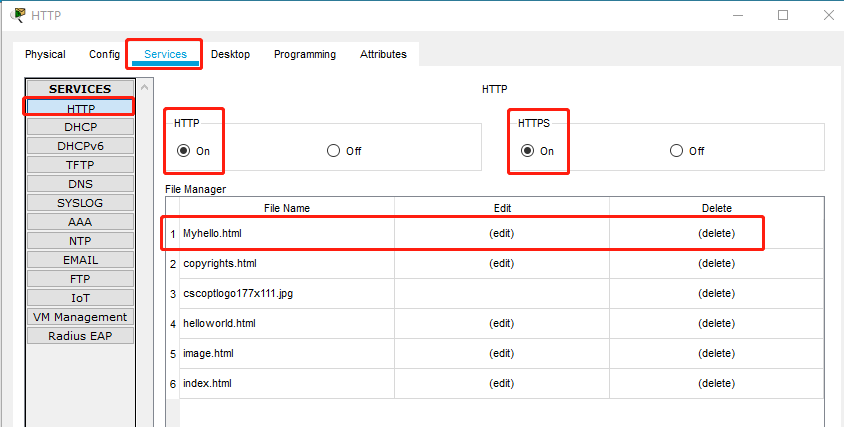 HTTP
Physical Config Services Desktop Programming Attributes
SERVICES
HTTP
DHCP
DHCPv6
TFTP
DNS
SYSLOG
AAA
NTP
EMAIL
FTP
IoT
VM Management
Radius EAP
HTTP
HTTP
On Off
HTTPS
On Off
File Manager
File Name Edit Delete
1 Myhello.html (edit) (delete)
2 copyrights.html (edit) (delete)
3 cscoptlogo177x111.jpg (delete)
4 helloworld.html (edit) (delete)
5 image.html (edit) (delete)
6 index.html (edit) (delete)